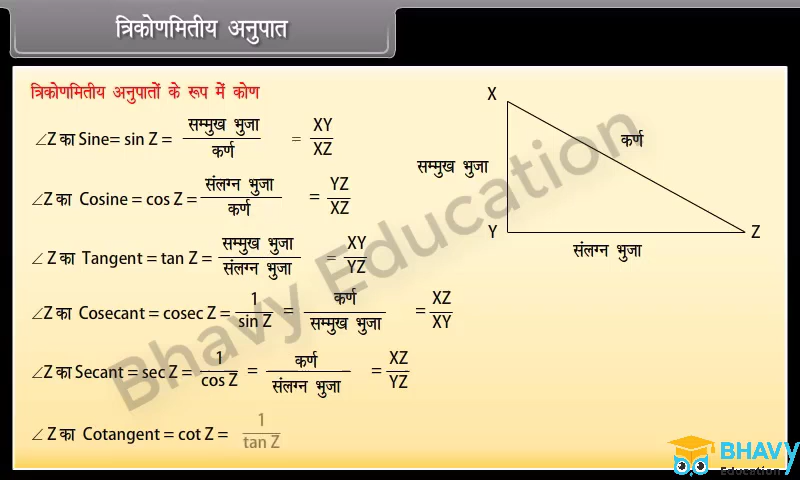 त्रिकोणमितीय अनुपात
त्रिकोणमितीय अनुपातों के रूप में कोण
∠Z का Sine= sin Z = सम्मुख भुजा / कर्ण = XY / XZ
∠Z का Cosine = cos Z = संलग्न भुजा / कर्ण = YZ / XZ
∠ Z का Tangent = tan Z = सम्मुख भुजा / संलग्न भुजा = XY / YZ
∠Z का Cosecant = cosec Z = 1 / sin Z = कर्ण / सम्मुख भुजा = XZ / XY
∠Z का Secant = sec Z = 1 / cos Z = कर्ण / संलग्न भुजा = XZ / YZ
∠ Z का Cotangent = cot Z = 1 / tan Z
X
कर्ण
सम्मुख भुजा
Y
Z
संलग्न भुजा
Bhavy Education
BHAVY
Education